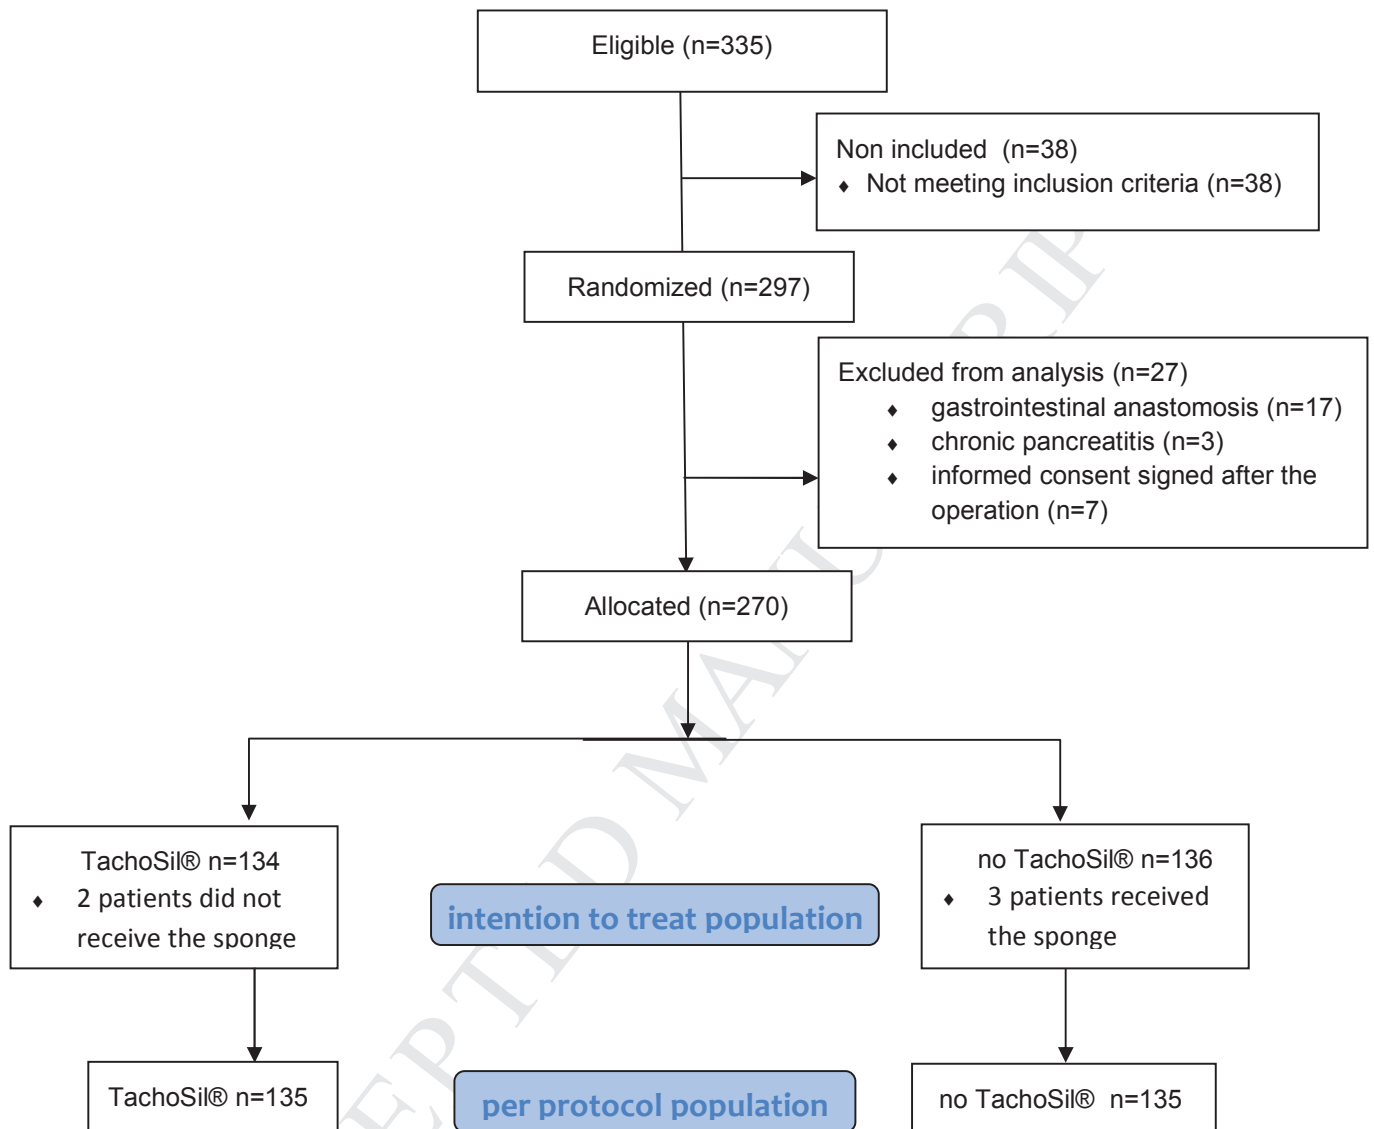 Eligible (n=335)
Non included (n=38)
♦ Not meeting inclusion criteria (n=38)
Randomized (n=297)
Excluded from analysis (n=27)
♦ gastrointestinal anastomosis (n=17)
♦ chronic pancreatitis (n=3)
♦ informed consent signed after the
operation (n=7)
Allocated (n=270)
TachoSil® n=134
♦ 2 patients did not
receive the sponge
intention to treat population
no TachoSil® n=136
♦ 3 patients received
the sponge
TachoSil® n=135
per protocol population
no TachoSil® n=135